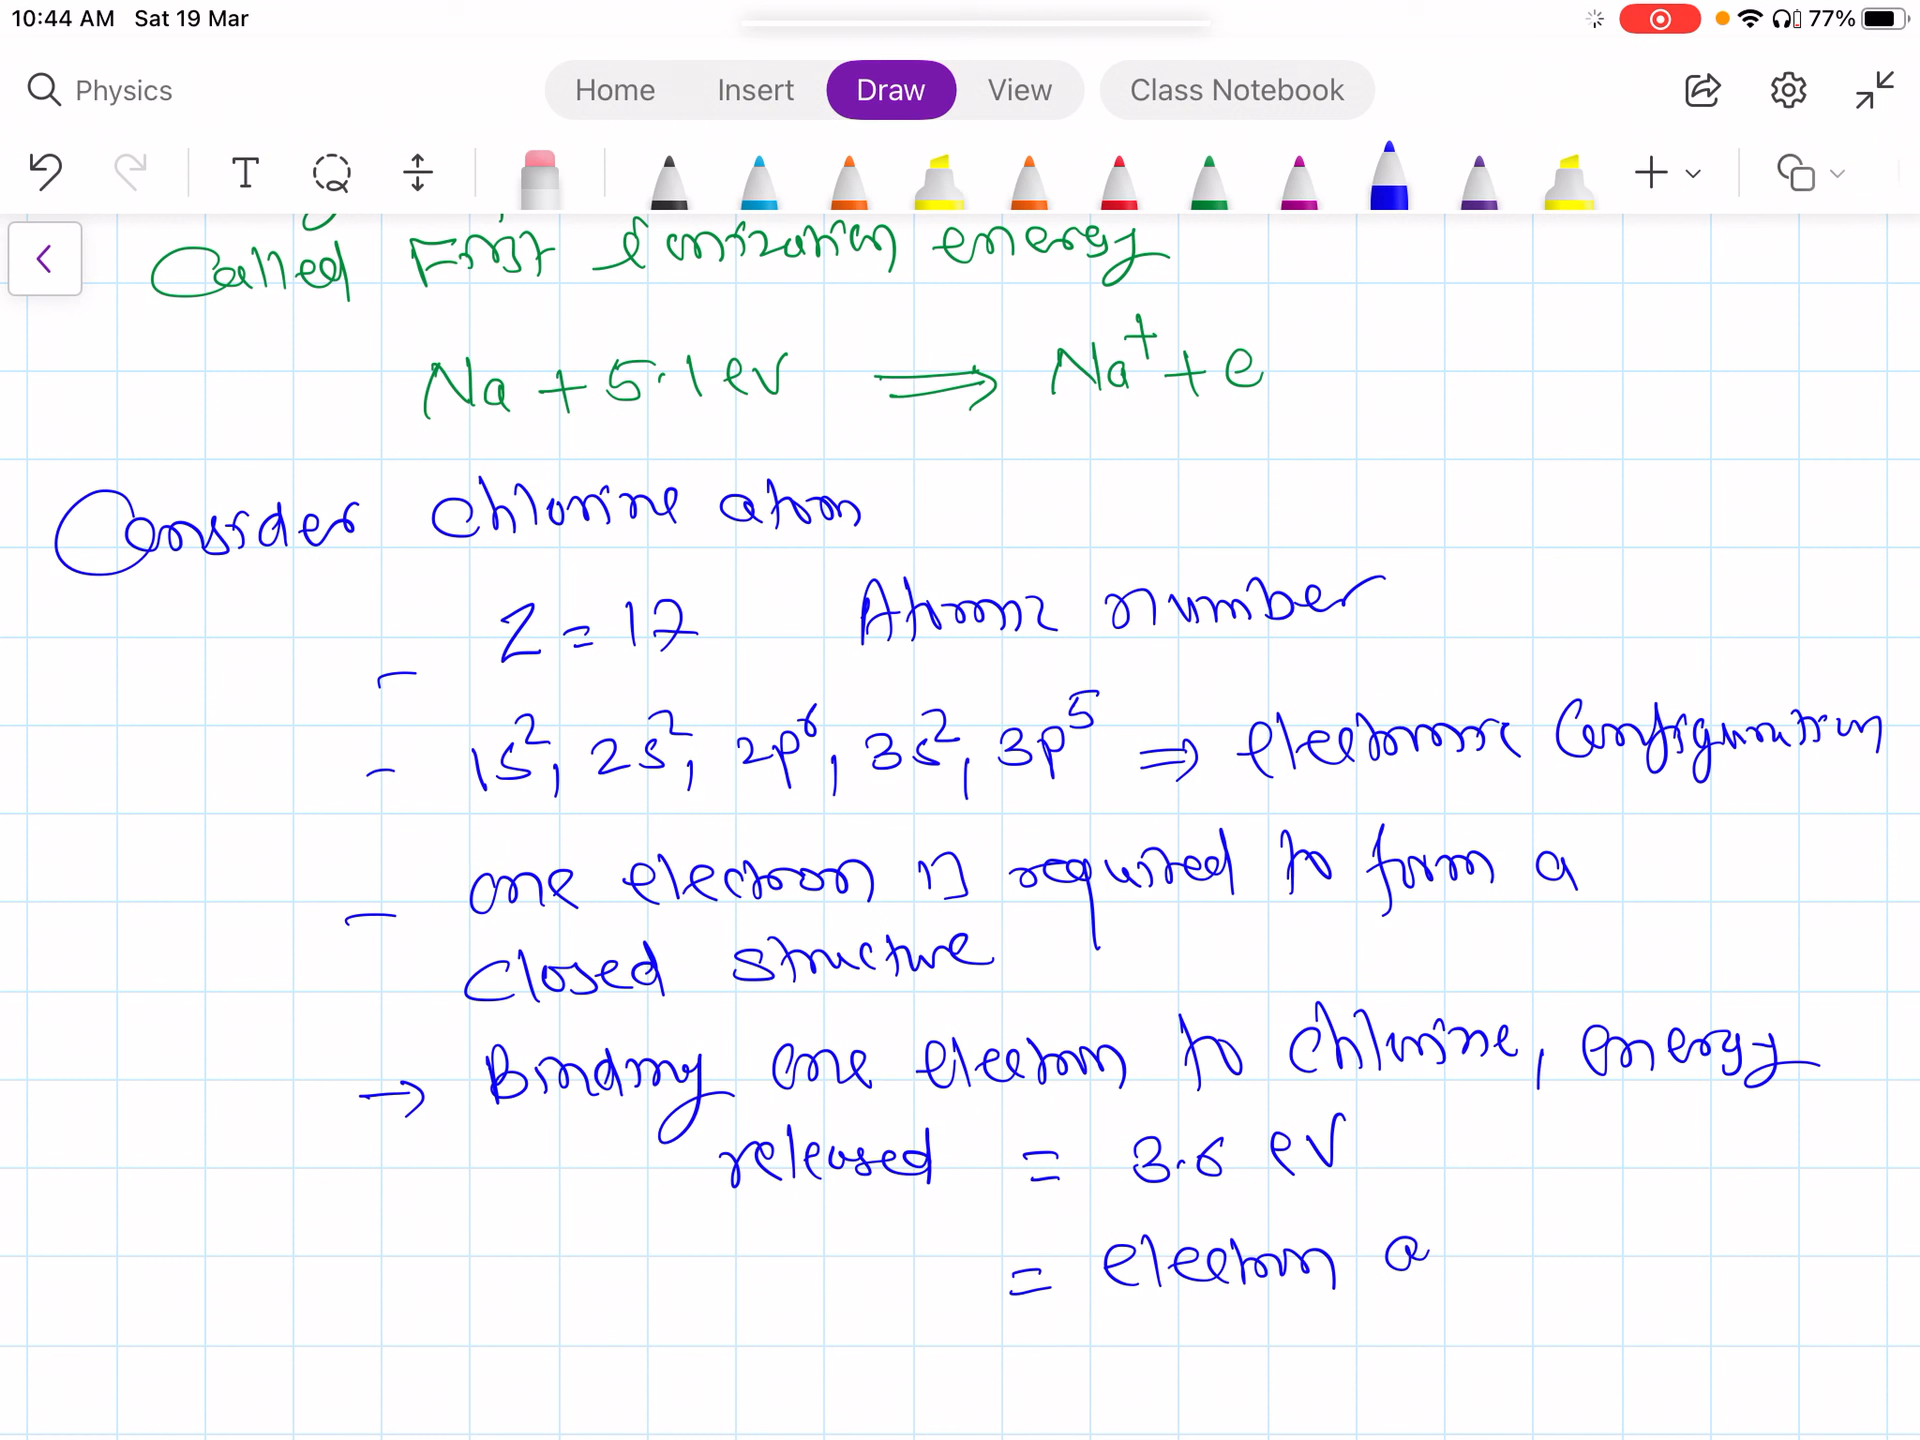 10:44 AM Sat 19 Mar 77%
Physics Home Insert Draw View Class Notebook
T
Called First Ionization energy
Na + 5.1 eV ⟹ Na⁺ + e
Consider Chlorine atom
Z = 17 Atomic number
- 1s², 2s², 2p⁶, 3s², 3p⁵ ⇒ electronic Configuration
- one electron is required to form a
closed structure
→ Binding one electron to chlorine, energy
released = 3.6 eV
= electron a